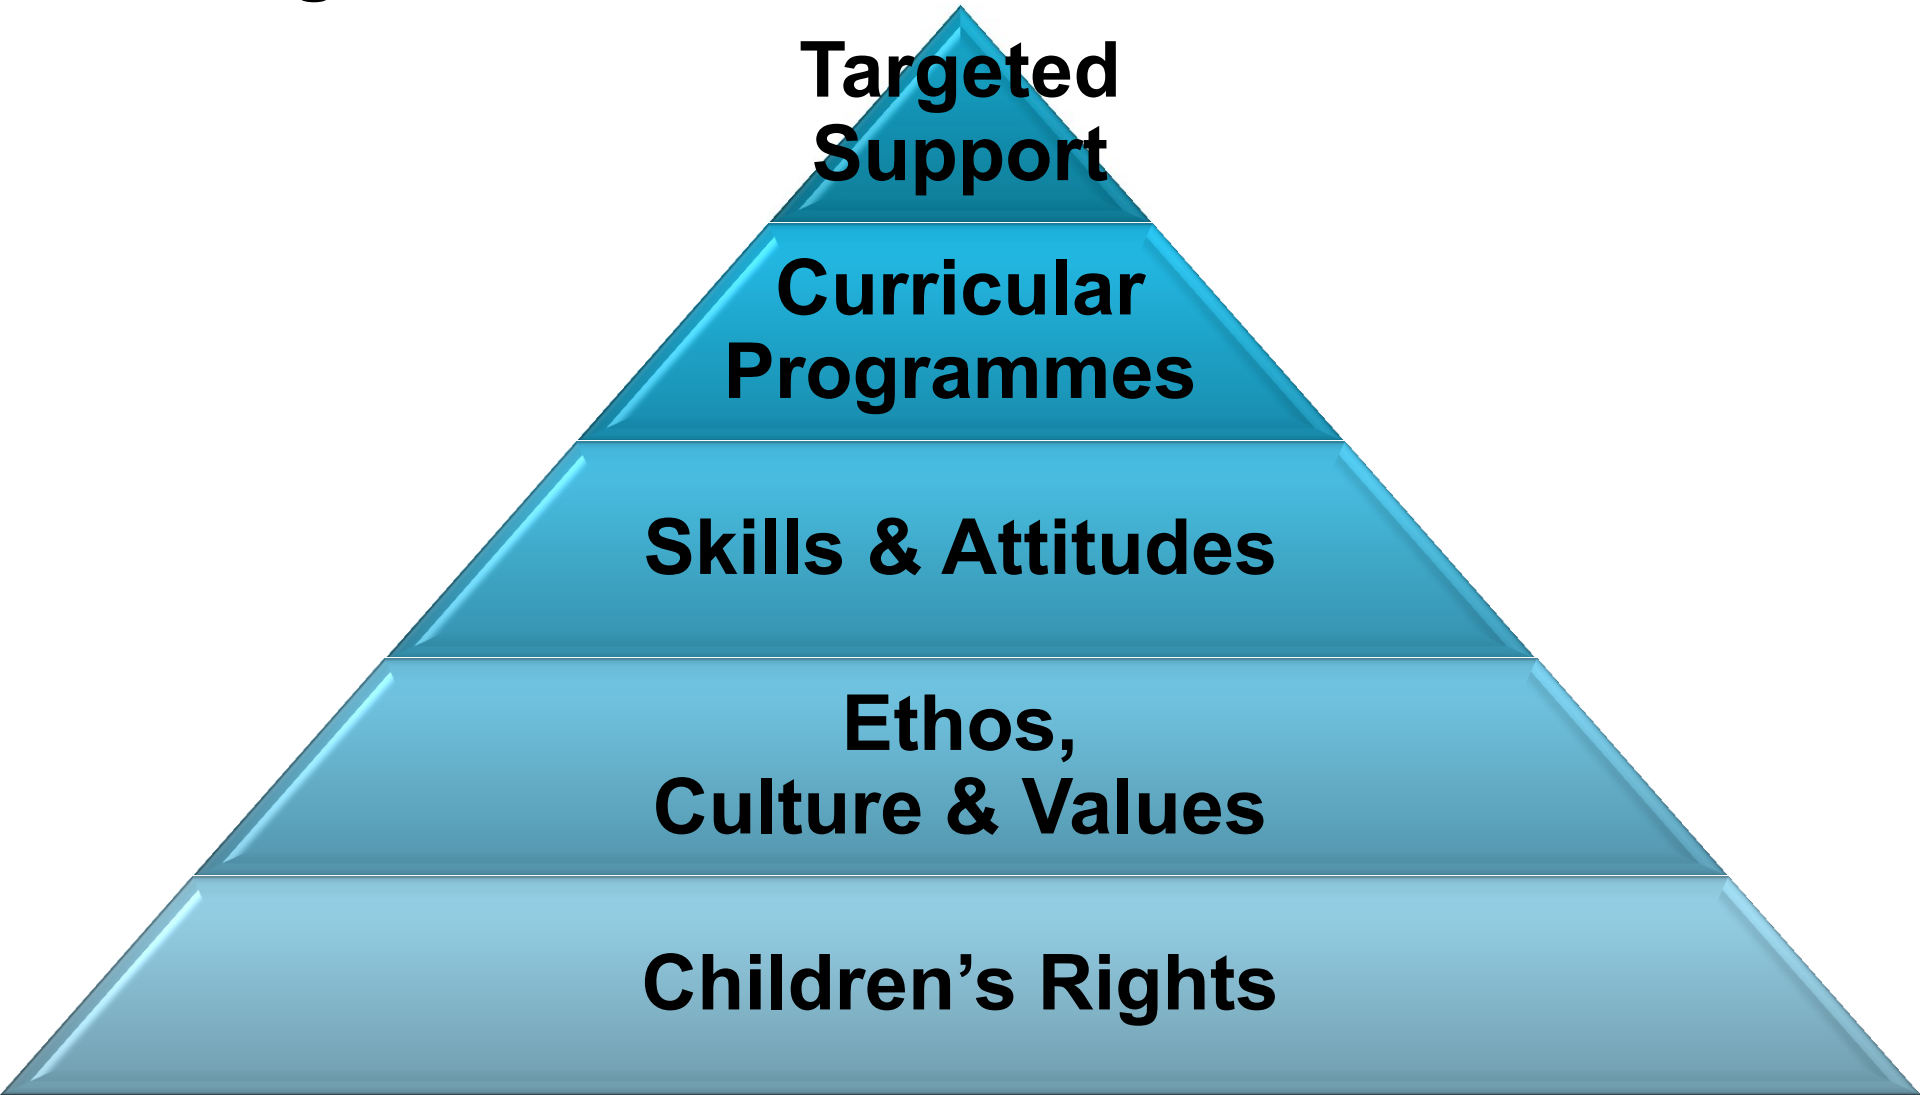 Targeted
Support
Curricular
Programmes
Skills & Attitudes
Ethos,
Culture & Values
Children’s Rights